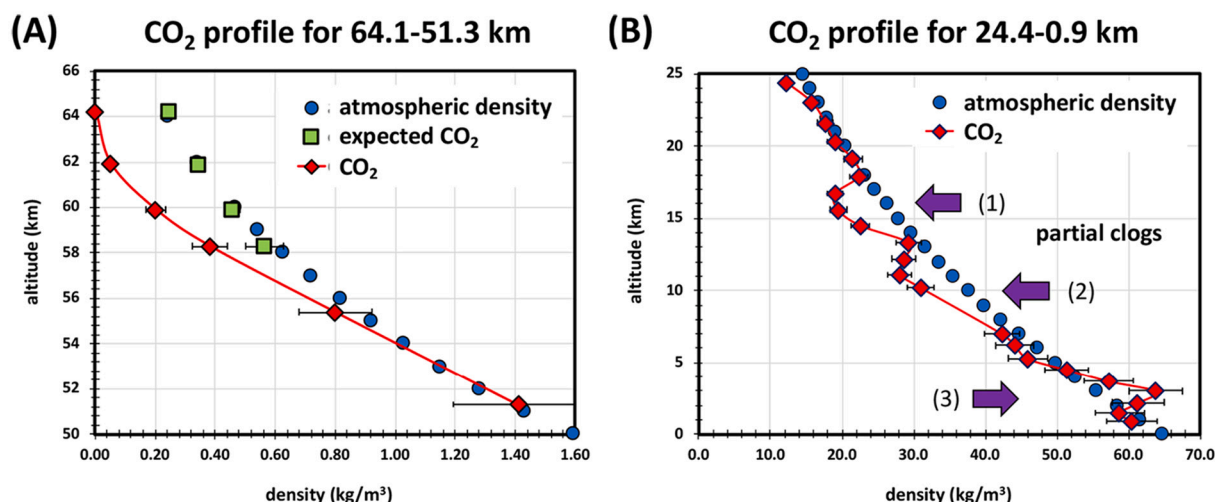 (A) CO₂ profile for 64.1-51.3 km
66
64
62
60
58
56
54
52
50
altitude (km)
atmospheric density
expected CO₂
CO₂
0.00 0.20 0.40 0.60 0.80 1.00 1.20 1.40 1.60
density (kg/m³)
(B) CO₂ profile for 24.4-0.9 km
25
20
15
10
5
0
altitude (km)
atmospheric density
CO₂
(1)
partial clogs
(2)
(3)
0.0 10.0 20.0 30.0 40.0 50.0 60.0 70.0
density (kg/m³)